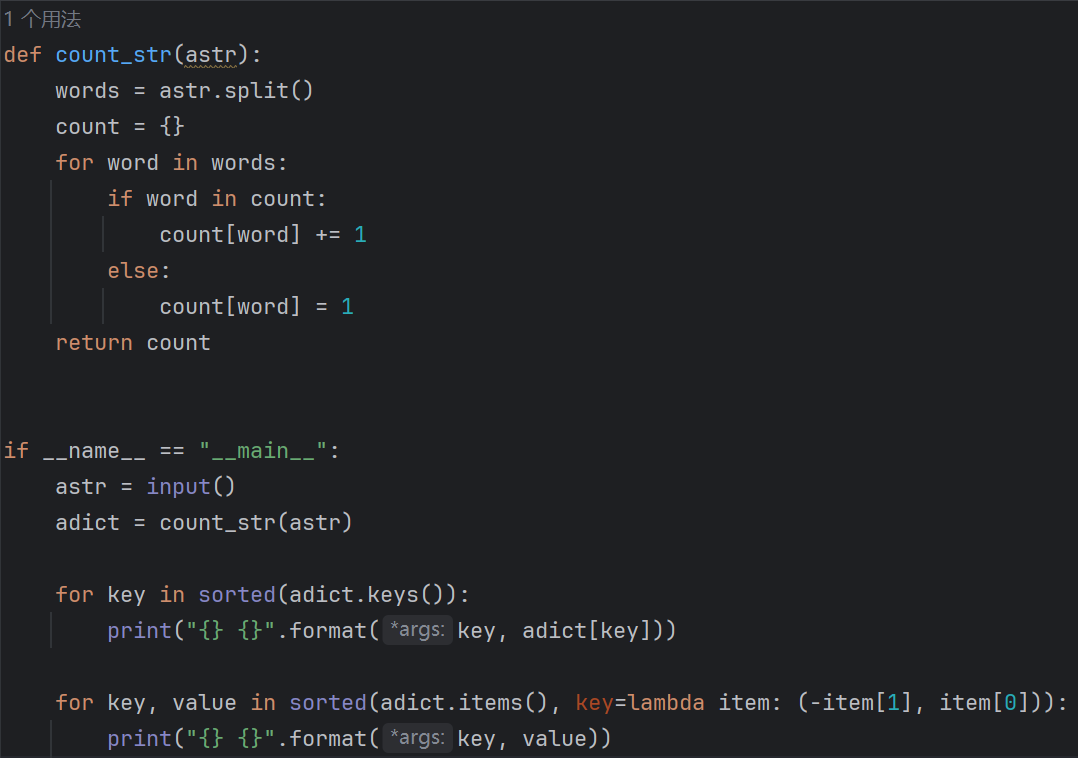 1 个用法
def count_str(astr):
    words = astr.split()
    count = {}
    for word in words:
        if word in count:
            count[word] += 1
        else:
            count[word] = 1
    return count
if __name__ == "__main__":
    astr = input()
    adict = count_str(astr)
    for key in sorted(adict.keys()):
        print("{} {}".format( *args: key, adict[key]))
    for key, value in sorted(adict.items(), key=lambda item: (-item[1], item[0])):
        print("{} {}".format( *args: key, value))